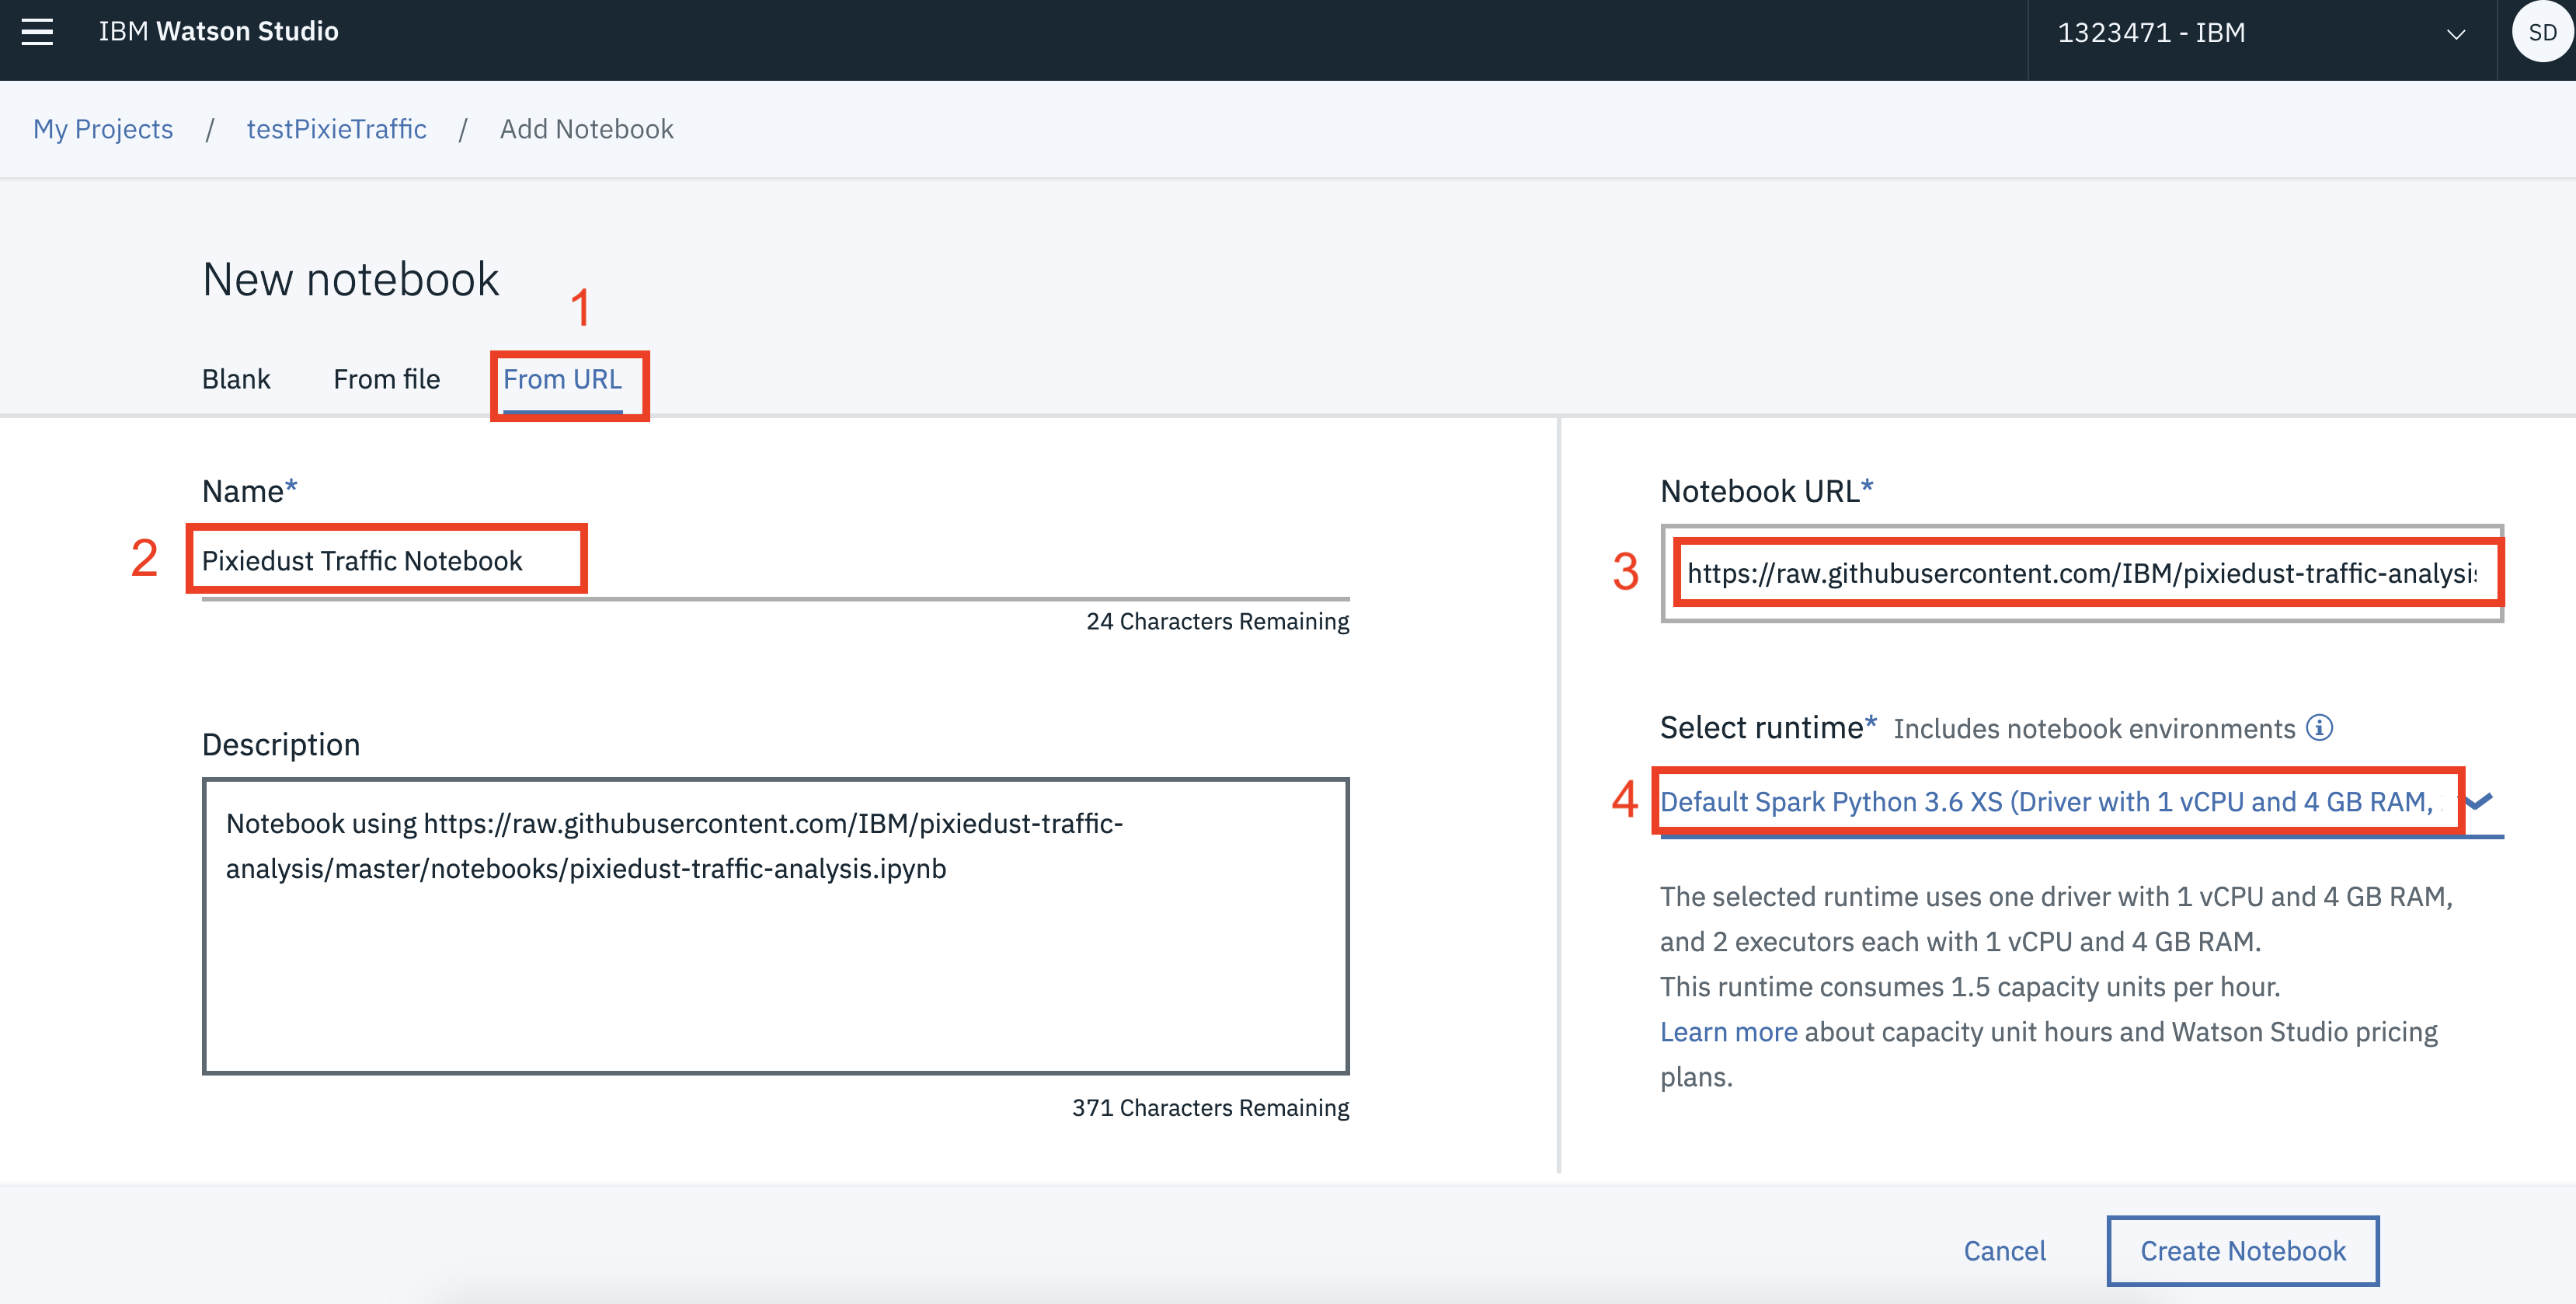 IBM Watson Studio
1323471 - IBM
SD
My Projects / testPixieTraffic / Add Notebook
New notebook
1
Blank From file From URL
Name*
2 Pixiedust Traffic Notebook
24 Characters Remaining
Description
Notebook using https://raw.githubusercontent.com/IBM/pixiedust-traffic-
analysis/master/notebooks/pixiedust-traffic-analysis.ipynb
371 Characters Remaining
Notebook URL*
3 https://raw.githubusercontent.com/IBM/pixiedust-traffic-analysis
Select runtime* Includes notebook environments
4 Default Spark Python 3.6 XS (Driver with 1 vCPU and 4 GB RAM,
The selected runtime uses one driver with 1 vCPU and 4 GB RAM,
and 2 executors each with 1 vCPU and 4 GB RAM.
This runtime consumes 1.5 capacity units per hour.
Learn more about capacity unit hours and Watson Studio pricing
plans.
Cancel Create Notebook